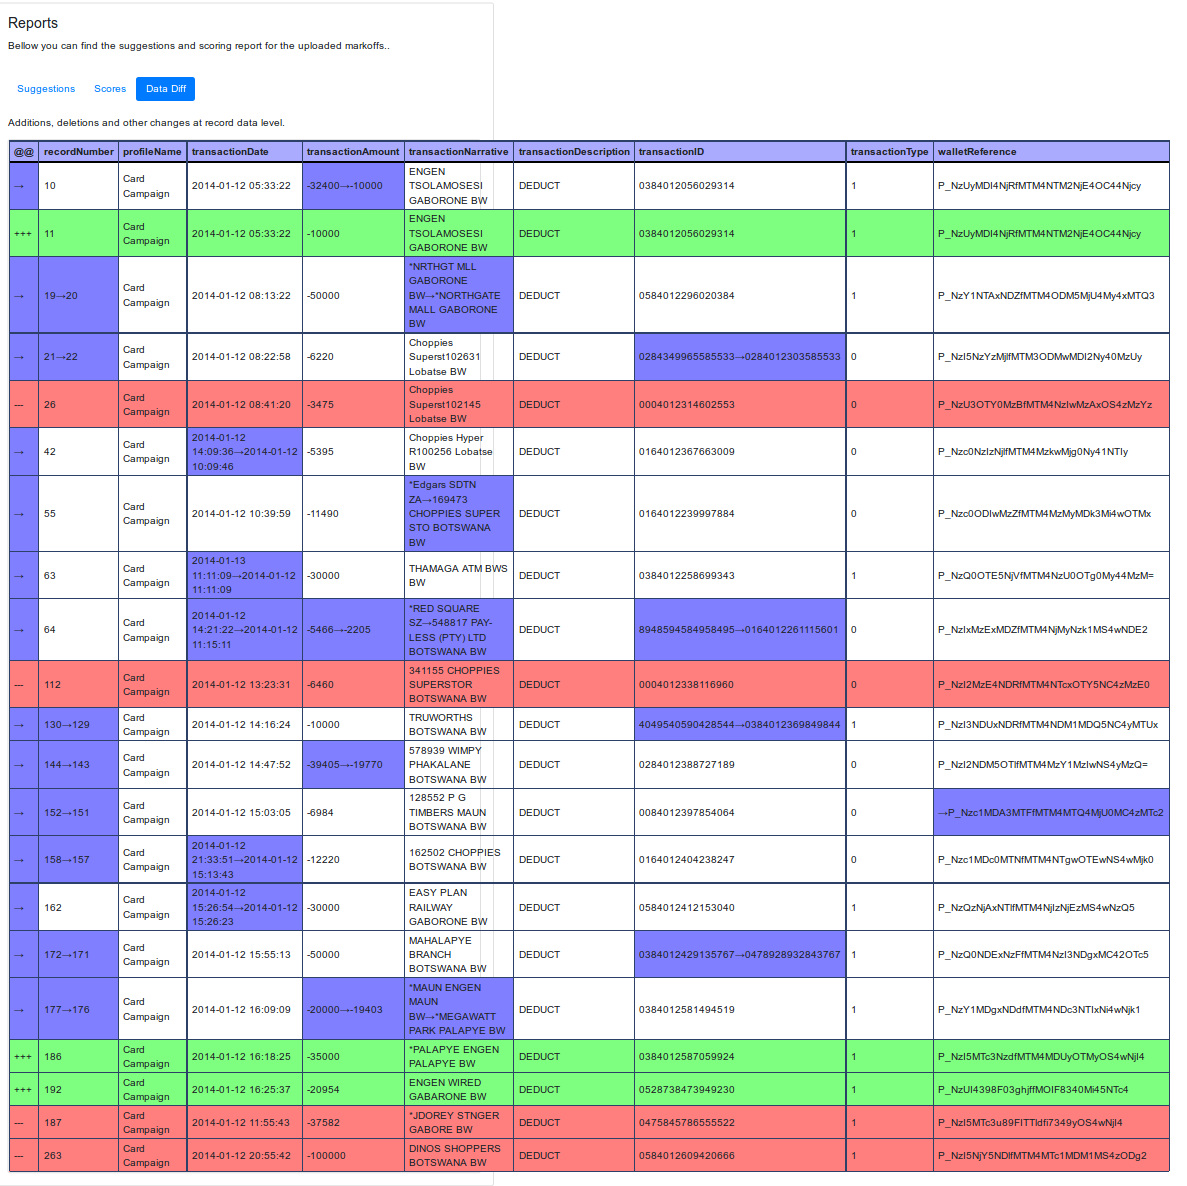 Reports
Bellow you can find the suggestions and scoring report for the uploaded markoffs..
Suggestions Scores Data Diff
Additions, deletions and other changes at record data level.
@@ recordNumber profileName transactionDate transactionAmount transactionNarrative transactionDescription transactionID transactionType walletReference
→ 10 Card Campaign 2014-01-12 05:33:22 -32400→-10000 ENGEN TSOLAMOSESI GABORONE BW DEDUCT 0384012056029314 1 P_NzUyMDI4NjRfMTM4NTM2NjE4OC44Njcy
+++ 11 Card Campaign 2014-01-12 05:33:22 -10000 ENGEN TSOLAMOSESI GABORONE BW DEDUCT 0384012056029314 1 P_NzUyMDI4NjRfMTM4NTM2NjE4OC44Njcy
→ 19→20 Card Campaign 2014-01-12 08:13:22 -50000 *NRTHGT MLL GABORONE BW→*NORTHGATE MALL GABORONE BW DEDUCT 0584012296020384 1 P_NzY1NTAxNDZfMTM4ODM5MjU4My4xMTQ3
→ 21→22 Card Campaign 2014-01-12 08:22:58 -6220 Choppies Superst102631 Lobatse BW DEDUCT 0284349965585533→0284012303585533 0 P_NzI5NzYzMjlfMTM3ODMwMDI2Ny40MzUy
--- 26 Card Campaign 2014-01-12 08:41:20 -3475 Choppies Superst102145 Lobatse BW DEDUCT 0004012314602553 0 P_NzU3OTY0MzBfMTM4NzIwMzAxOS4zMzYz
→ 42 Card Campaign 2014-01-12 14:09:36→2014-01-12 10:09:46 -5395 Choppies Hyper R100256 Lobatse BW DEDUCT 0164012367663009 0 P_Nzc0NzIzNjlfMTM4MzkwMjg0Ny41NTIy
→ 55 Card Campaign 2014-01-12 10:39:59 -11490 *Edgars SDTN ZA→169473 CHOPPIES SUPER STO BOTSWANA BW DEDUCT 0164012239997884 0 P_Nzc0ODIwMzZfMTM4MzMyMDk3Mi4wOTMx
→ 63 Card Campaign 2014-01-13 11:11:09→2014-01-12 11:11:09 -30000 THAMAGA ATM BWS BW DEDUCT 0384012258699343 1 P_NzQ0OTE5NjVfMTM4NzU0OTg0My44MzM=
→ 64 Card Campaign 2014-01-12 14:21:22→2014-01-12 11:15:11 -5466→-2205 *RED SQUARE SZ→548817 PAY-LESS (PTY) LTD BOTSWANA BW DEDUCT 8948594584958495→0164012261115601 0 P_NzIxMzExMDZfMTM4NjMyNzk1MS4wNDE2
--- 112 Card Campaign 2014-01-12 13:23:31 -6460 341155 CHOPPIES SUPERSTOR BOTSWANA BW DEDUCT 0004012338116960 0 P_NzI2MzE4NDRfMTM4NTcxOTY5NC4zMzE0
→ 130→129 Card Campaign 2014-01-12 14:16:24 -10000 TRUWORTHS BOTSWANA BW DEDUCT 4049540590428544→0384012369849844 1 P_NzI3NDUxNDRfMTM4NDM1MDQ5NC4yMTUx
→ 144→143 Card Campaign 2014-01-12 14:47:52 -39405→-19770 578939 WIMPY PHAKALANE BOTSWANA BW DEDUCT 0284012388727189 0 P_NzI2NDM5OTlfMTM4MzY1MzIwNS4yMzQ=
→ 152→151 Card Campaign 2014-01-12 15:03:05 -6984 128552 P G TIMBERS MAUN BOTSWANA BW DEDUCT 0084012397854064 0 →P_Nzc1MDA3MTFfMTM4MTQ4MjU0MC4zMTc2
→ 158→157 Card Campaign 2014-01-12 21:33:51→2014-01-12 15:13:43 -12220 162502 CHOPPIES BOTSWANA BW DEDUCT 0164012404238247 0 P_Nzc1MDc0MTNfMTM4NTgwOTEwNS4wMjk0
→ 162 Card Campaign 2014-01-12 15:26:54→2014-01-12 15:26:23 -30000 EASY PLAN RAILWAY GABORONE BW DEDUCT 0584012412153040 1 P_NzQzNjAxNTlfMTM4NjIzNjEzMS4wNzQ5
→ 172→171 Card Campaign 2014-01-12 15:55:13 -50000 MAHALAPYE BRANCH BOTSWANA BW DEDUCT 0384012429135767→0478928932843767 1 P_NzQ0NDExNzFfMTM4NzI3NDgxMC42OTc5
→ 177→176 Card Campaign 2014-01-12 16:09:09 -20000→-19403 *MAUN ENGEN MAUN BW→*MEGAWATT PARK PALAPYE BW DEDUCT 0384012581494519 1 P_NzY1MDgxNDdfMTM4NDc3NTIxNi4wNjk1
+++ 186 Card Campaign 2014-01-12 16:18:25 -35000 *PALAPYE ENGEN PALAPYE BW DEDUCT 0384012587059924 1 P_NzI5MTc3NzdfMTM4MDUyOTMyOS4wNjI4
+++ 192 Card Campaign 2014-01-12 16:25:37 -20954 ENGEN WIRED GABARONE BW DEDUCT 0528738473949230 1 P_NzUI4398F03ghjffMOIF8340Mi45NTc4
--- 187 Card Campaign 2014-01-12 11:55:43 -37582 *JDOREY STNGER GABORE BW DEDUCT 0475845786555522 1 P_NzI5MTc3u89FITTldfi7349yOS4wNjI4
--- 263 Card Campaign 2014-01-12 20:55:42 -100000 DINOS SHOPPERS BOTSWANA BW DEDUCT 0584012609420666 1 P_NzI5NjY5NDlfMTM4MTc1MDM1MS4zODg2